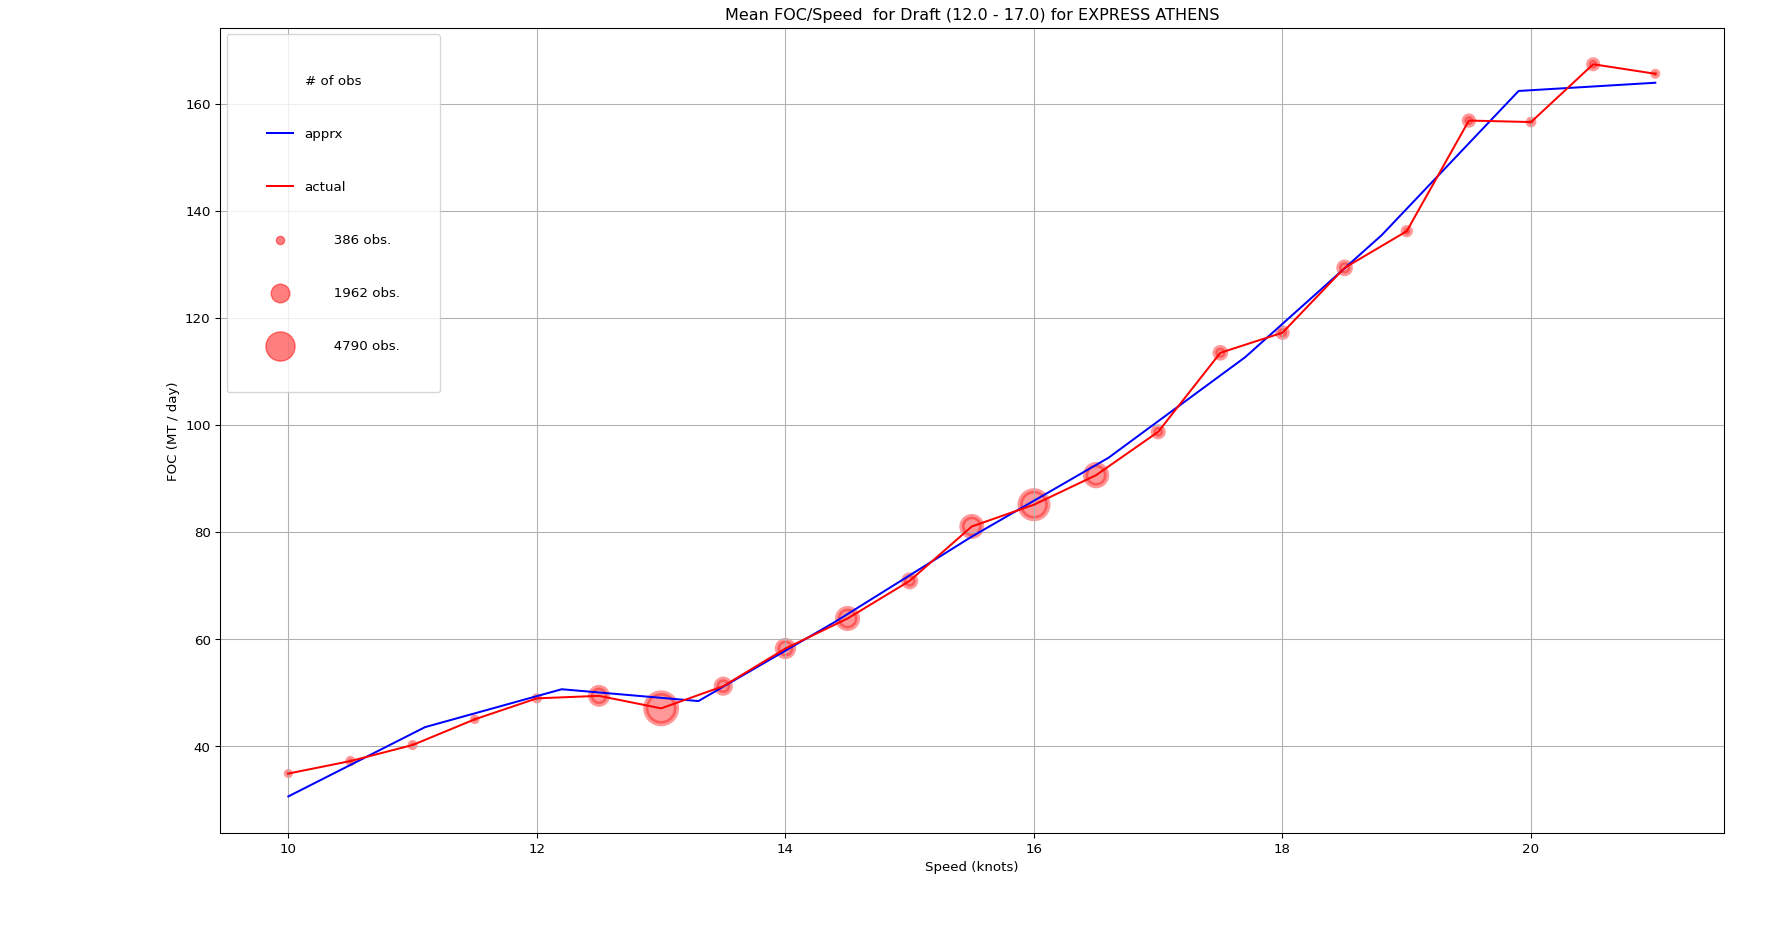 Mean FOC/Speed  for Draft (12.0 - 17.0) for EXPRESS ATHENS
# of obs
apprx
actual
386 obs.
1962 obs.
4790 obs.
160
140
120
100
80
60
40
FOC (MT / day)
10 12 14 16 18 20
Speed (knots)